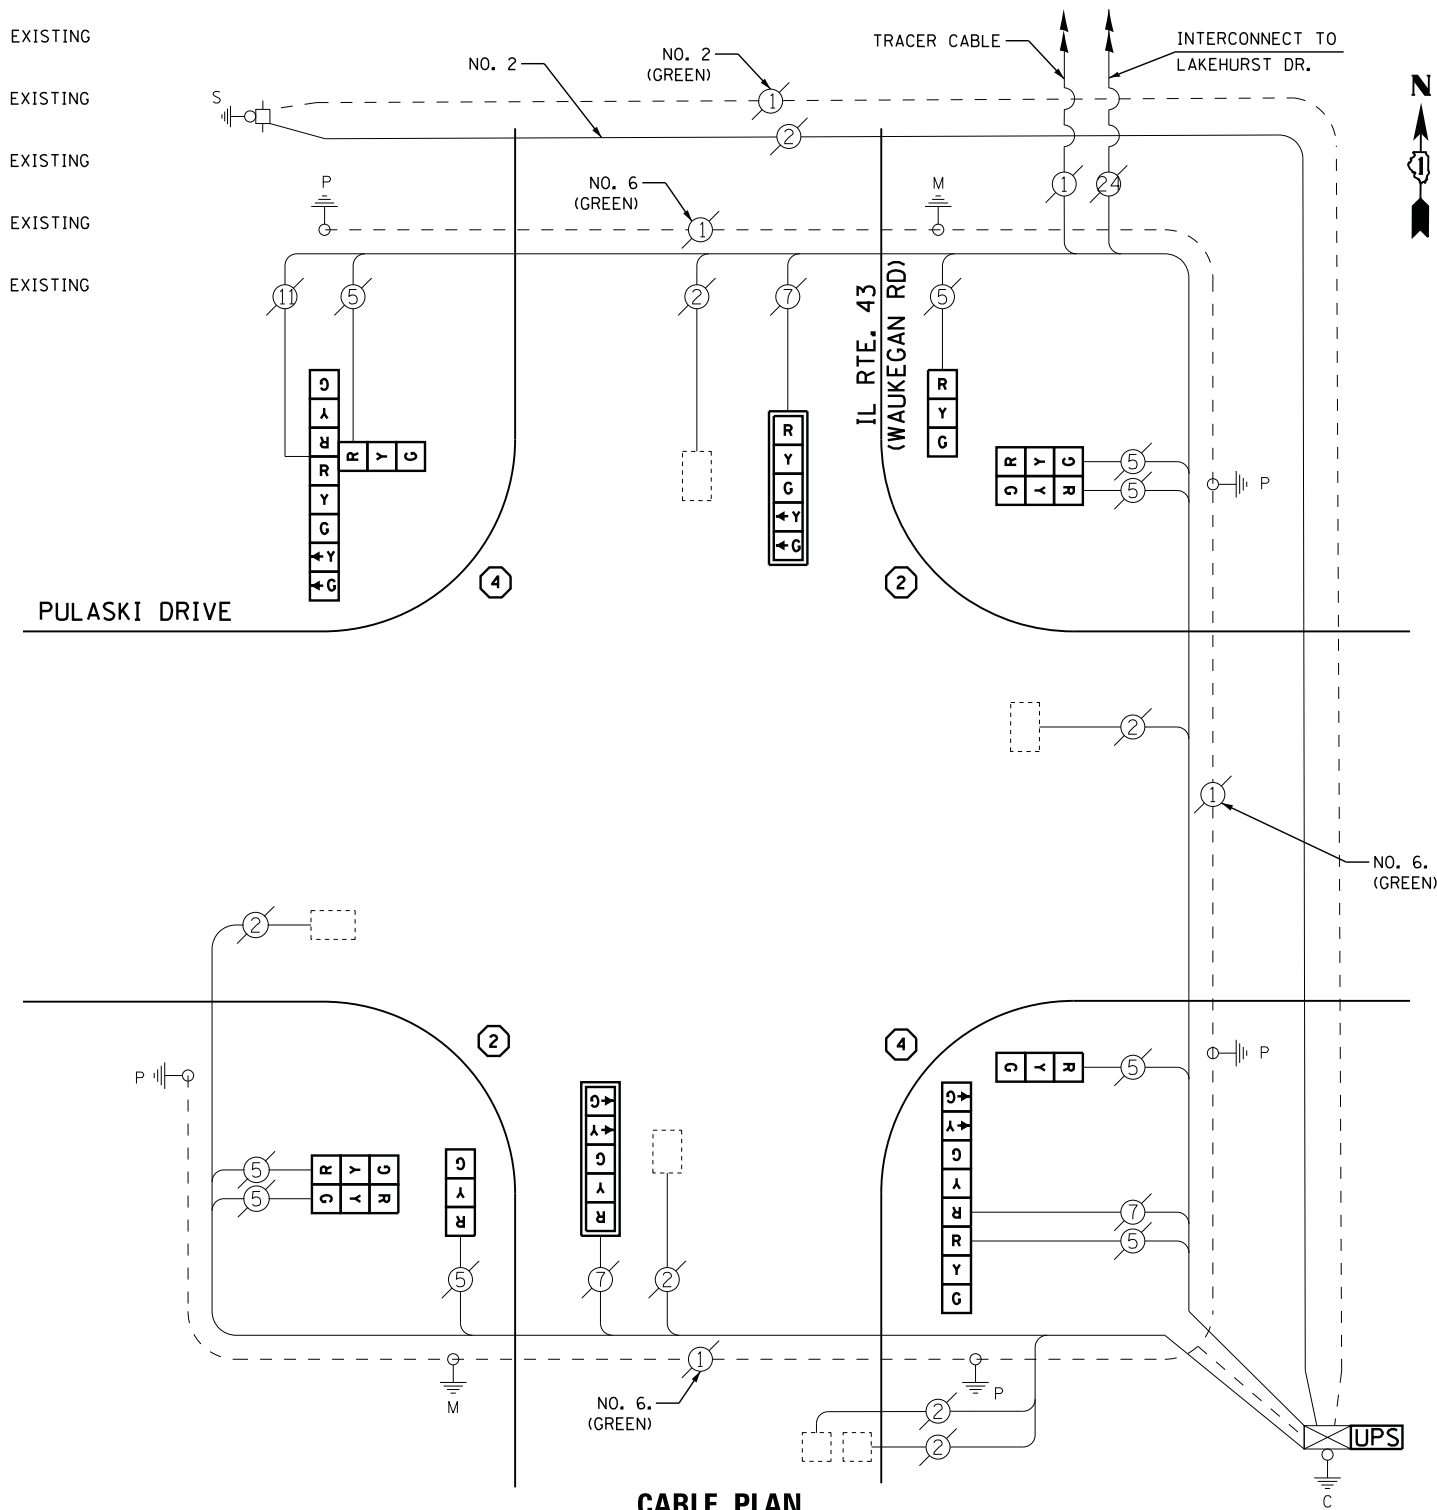 EXISTING
EXISTING
EXISTING
EXISTING
EXISTING
TRACER CABLE
INTERCONNECT TO
LAKEHURST DR.
NO. 2
NO. 2
(GREEN)
N
1
S
1
2
P
NO. 6
(GREEN)
1
M
1
24
11
5
2
7
5
IL RTE. 43
(WAUKEGAN RD)
G
Y
R
R
Y
G
Y
G
R Y G
R
Y
G
Y
G
R
Y
G
R Y G
G Y R
5
5
P
4
2
PULASKI DRIVE
2
1
NO. 6.
(GREEN)
2
2
4
P
P
G Y R
5
G
Y
G
Y
R
G
Y
G
Y
R
R
Y
G
5
5
R Y G
G Y R
G
Y
R
7
5
5
7
2
1
NO. 6.
(GREEN)
M
P
2
2
UPS
C
CABLE PLAN